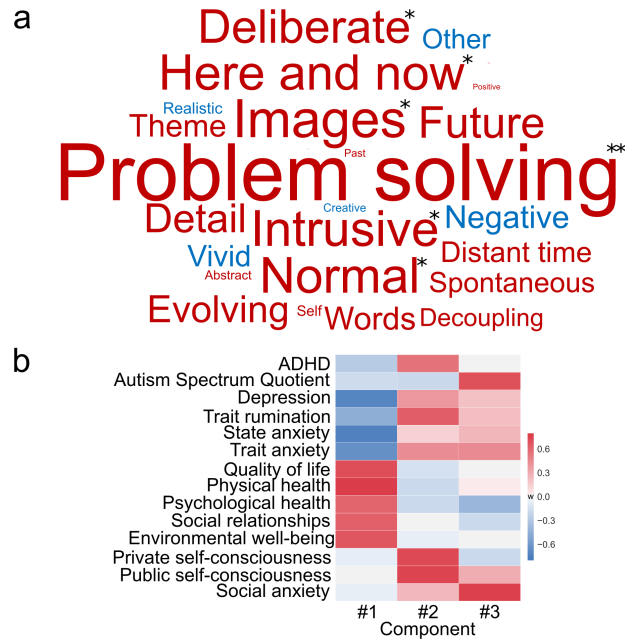 a
Deliberate*
Other
Here and now*
Positive
Realistic
Theme
Images*
Future
Past
Problem solving**
Creative
Detail
Intrusive*
Negative
Vivid
Distant time
Abstract
Normal*
Spontaneous
Evolving
Self
Words
Decoupling
b
ADHD
Autism Spectrum Quotient
Depression
Trait rumination
State anxiety
Trait anxiety
Quality of life
Physical health
Psychological health
Social relationships
Environmental well-being
Private self-consciousness
Public self-consciousness
Social anxiety
#1 #2 #3
Component
0.6
w 0.0
−0.3
−0.6